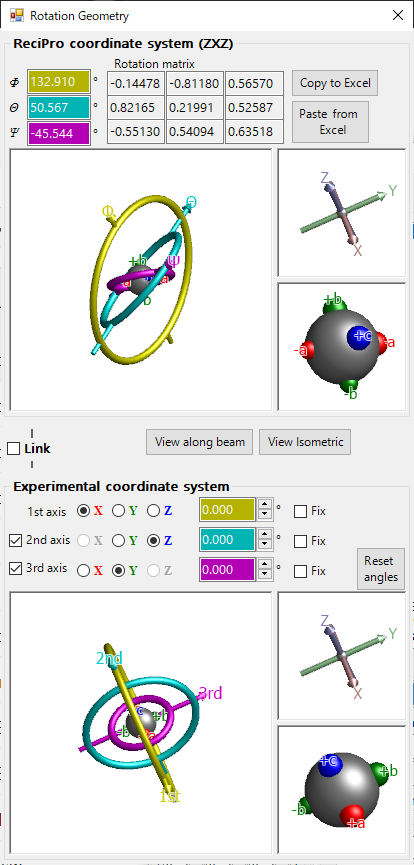 Rotation Geometry
ReciPro coordinate system (ZXZ)
Rotation matrix
Φ 132.910 ° -0.14478 -0.81180 0.56570 Copy to Excel
Θ 50.567 ° 0.82165 0.21991 0.52587 Paste from
Excel
Ψ -45.544 ° -0.55130 0.54094 0.63518
Φ Θ
Ψ
+b
-a +a
-b
Z Y
X
+b
+c
-a +a
-b
Link
View along beam View Isometric
Experimental coordinate system
1st axis X Y Z 0.000 ° Fix
2nd axis X Y Z 0.000 ° Fix
3rd axis X Y Z 0.000 ° Fix
Reset
angles
2nd
3rd
+c +b
-b +a
1st
Z Y
X
+c +b
-b
+a